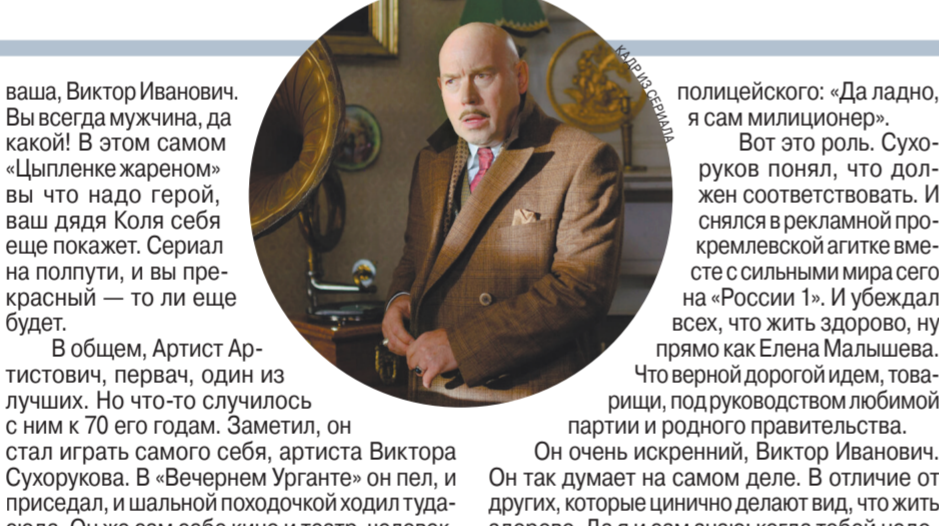 ваша, Виктор Иванович.
Вы всегда мужчина, да
какой! В этом самом
«Цыпленке жареном»
вы что надо герой,
ваш дядя Коля себя
еще покажет. Сериал
на полпути, и вы пре-
красный — то ли еще
будет.
В общем, Артист Ар-
тистович, первач, один из
лучших. Но что-то случилось
с ним к 70 его годам. Заметил, он
стал играть самого себя, артиста Виктора
Сухорукова. В «Вечернем Урганте» он пел, и
приседал, и шальной походочкой ходил туда-
КАДР ИЗ СЕРИАЛА
полицейского: «Да ладно,
я сам милиционер».
Вот это роль. Сухо-
руков понял, что дол-
жен соответствовать. И
снялся в рекламной про-
кремлевской агитке вме-
сте с сильными мира сего
на «России 1». И убеждал
всех, что жить здорово, ну
прямо как Елена Малышева.
Что верной дорогой идем, това-
рищи, под руководством любимой
партии и родного правительства.
Он очень искренний, Виктор Иванович.
Он так думает на самом деле. В отличие от
других, которые цинично делают вид, что жить